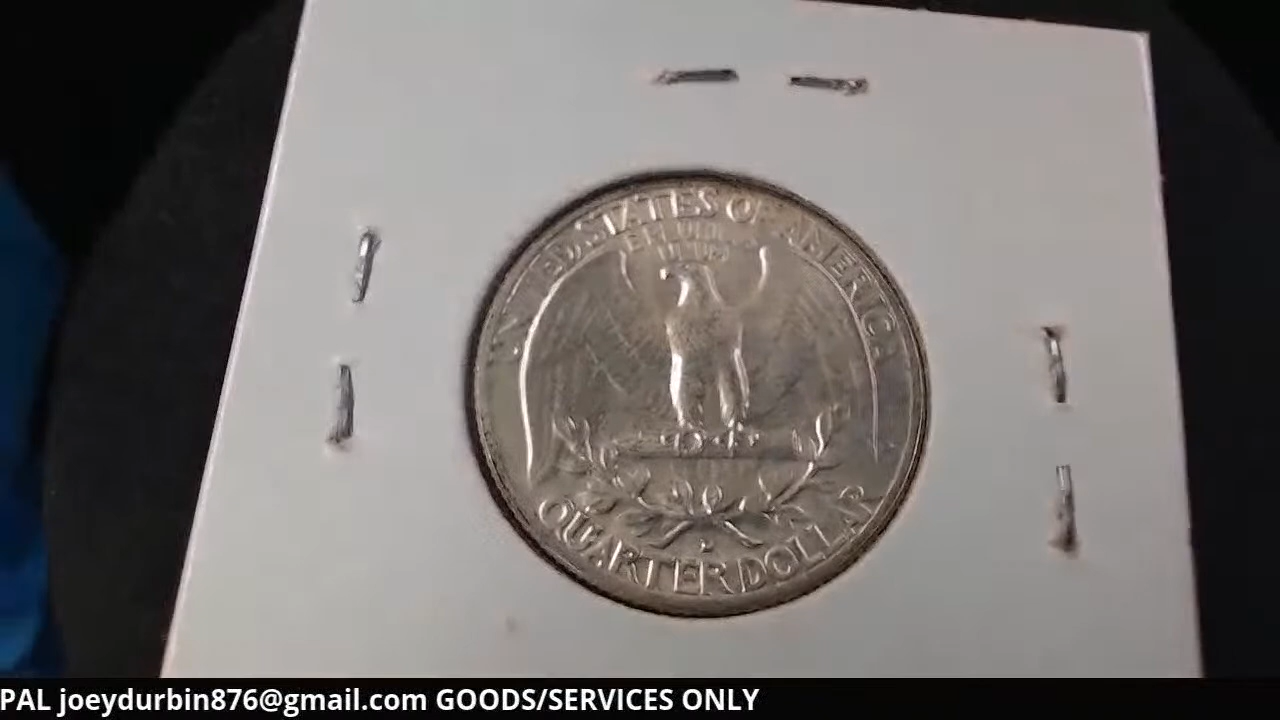 UNITED STATES OF AMERICA
E PLURIBUS
UNUM
QUARTER DOLLAR
PAL joeydurbin876@gmail.com GOODS/SERVICES ONLY